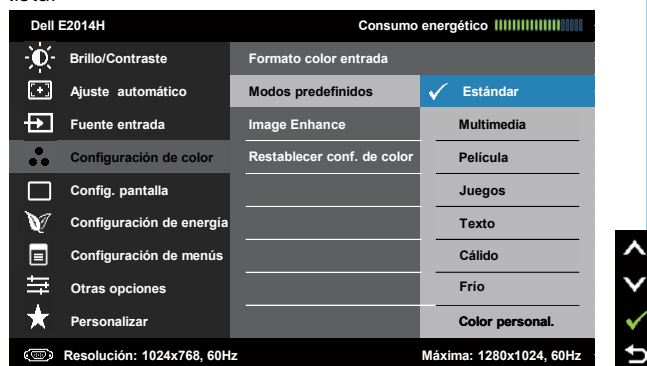 Dell E2014H Consumo energético
Brillo/Contraste Formato color entrada
Ajuste automático Modos predefinidos Estándar
Fuente entrada Image Enhance Multimedia
Configuración de color Restablecer conf. de color Película
Config. pantalla Juegos
Configuración de energía Texto
Configuración de menús Cálido
Otras opciones Frío
Personalizar Color personal.
Resolución: 1024x768, 60Hz Máxima: 1280x1024, 60Hz